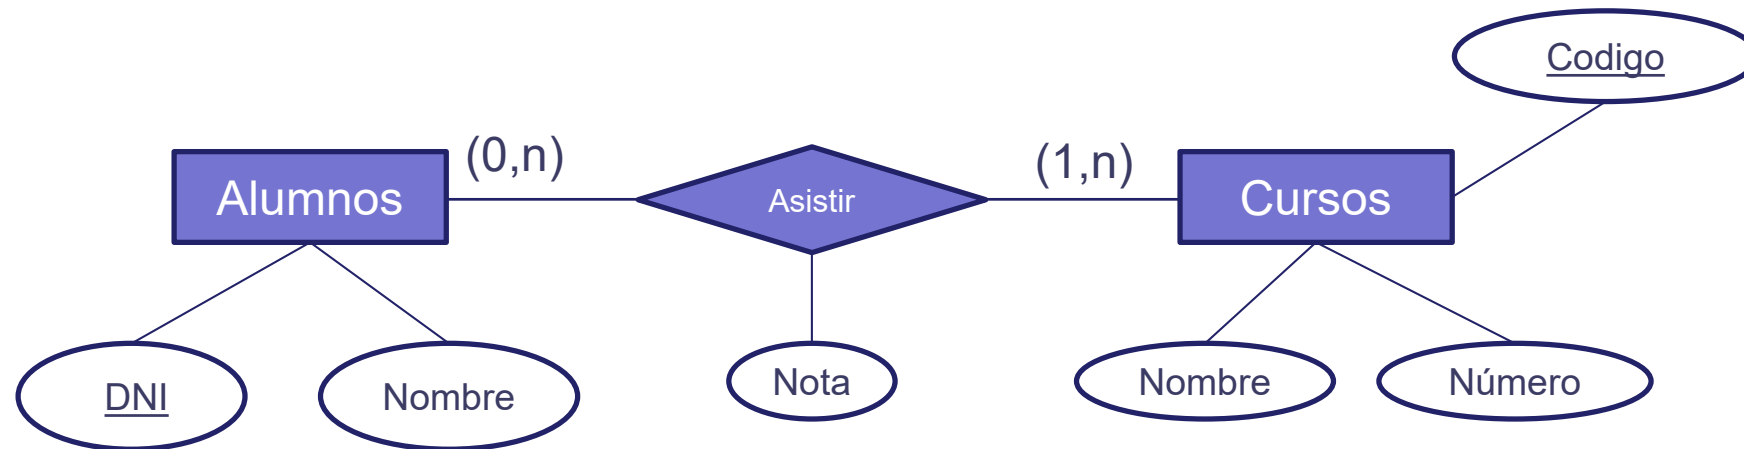 Codigo
Alumnos
(0,n)
Asistir
(1,n)
Cursos
DNI
Nombre
Nota
Nombre
Número